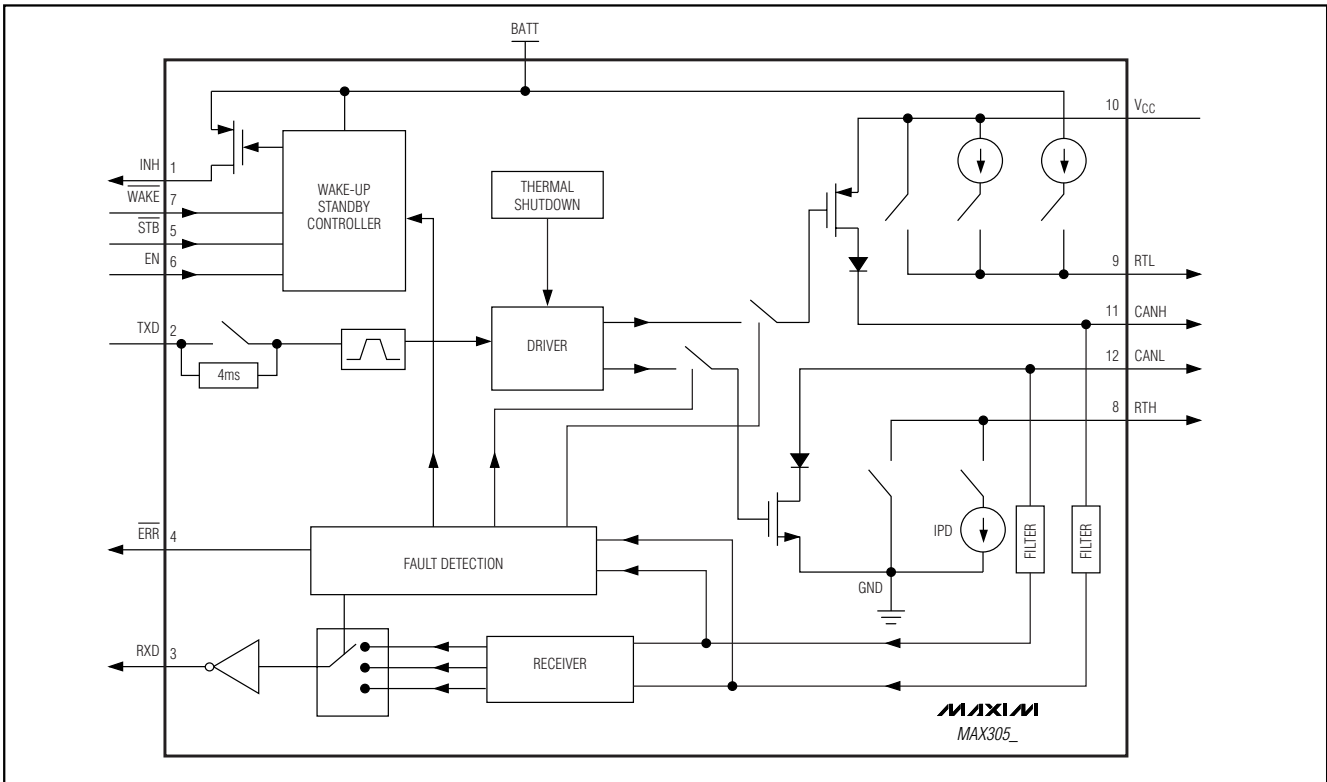 BATT
10 VCC
INH 1
WAKE 7
STB 5
EN 6
WAKE-UP
STANDBY
CONTROLLER
THERMAL
SHUTDOWN
9 RTL
11 CANH
TXD 2
4ms
DRIVER
12 CANL
8 RTH
ERR 4
FAULT DETECTION
IPD
FILTER
FILTER
GND
RXD 3
RECEIVER
MAXIM
MAX305_